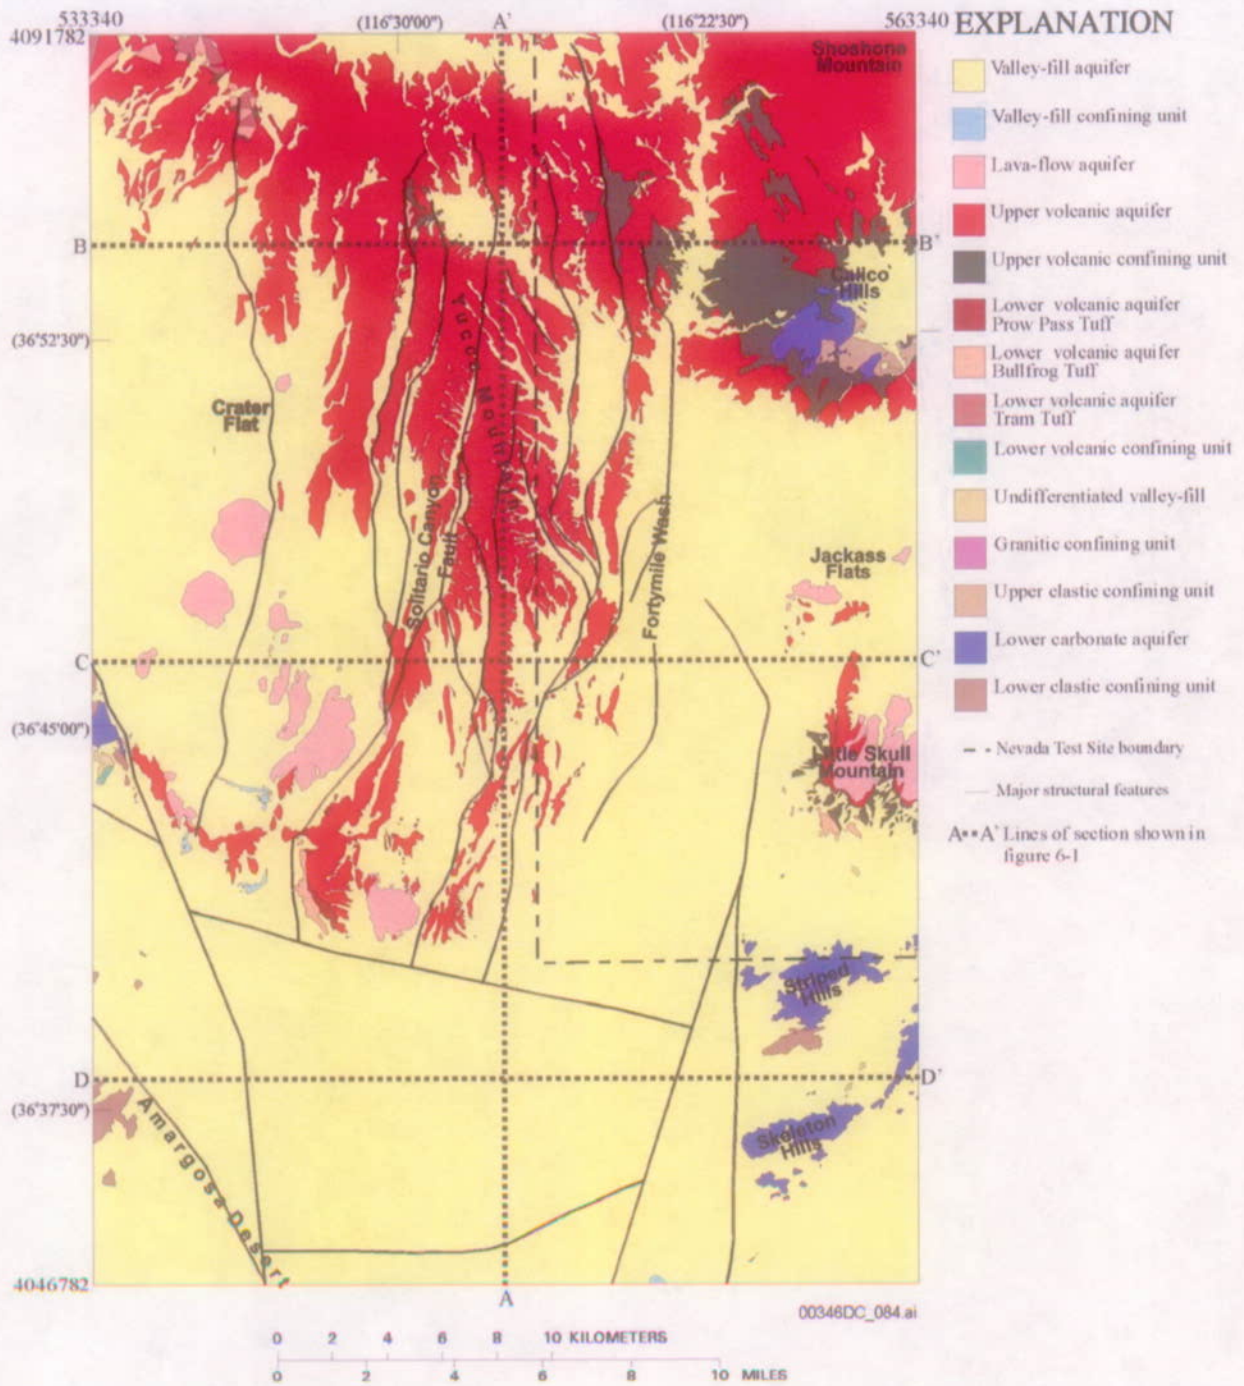 533340
(116°30'00")
A'
(116°22'30")
563340
4091782
EXPLANATION
Shoshone
Mountain
Valley-fill aquifer
Valley-fill confining unit
Lava-flow aquifer
Upper volcanic aquifer
B
B'
Upper volcanic confining unit
Calico
Hills
Lower volcanic aquifer
Prow Pass Tuff
(36°52'30")
Lower volcanic aquifer
Bullfrog Tuff
Yucca Mountain
Crater
Flat
Lower volcanic aquifer
Tram Tuff
Lower volcanic confining unit
Undifferentiated valley-fill
Solitario Canyon
Fault
Fortymile Wash
Jackass
Flats
Granitic confining unit
Upper elastic confining unit
Lower carbonate aquifer
C
C'
Lower elastic confining unit
(36°45'00")
Little Skull
Mountain
Nevada Test Site boundary
Major structural features
A A' Lines of section shown in
figure 6-1
Striped
Hills
D
D'
(36°37'30")
Amargosa Desert
Skeleton
Hills
4046782
A
00346DC_084.ai
0 2 4 6 8 10 KILOMETERS
0 2 4 6 8 10 MILES